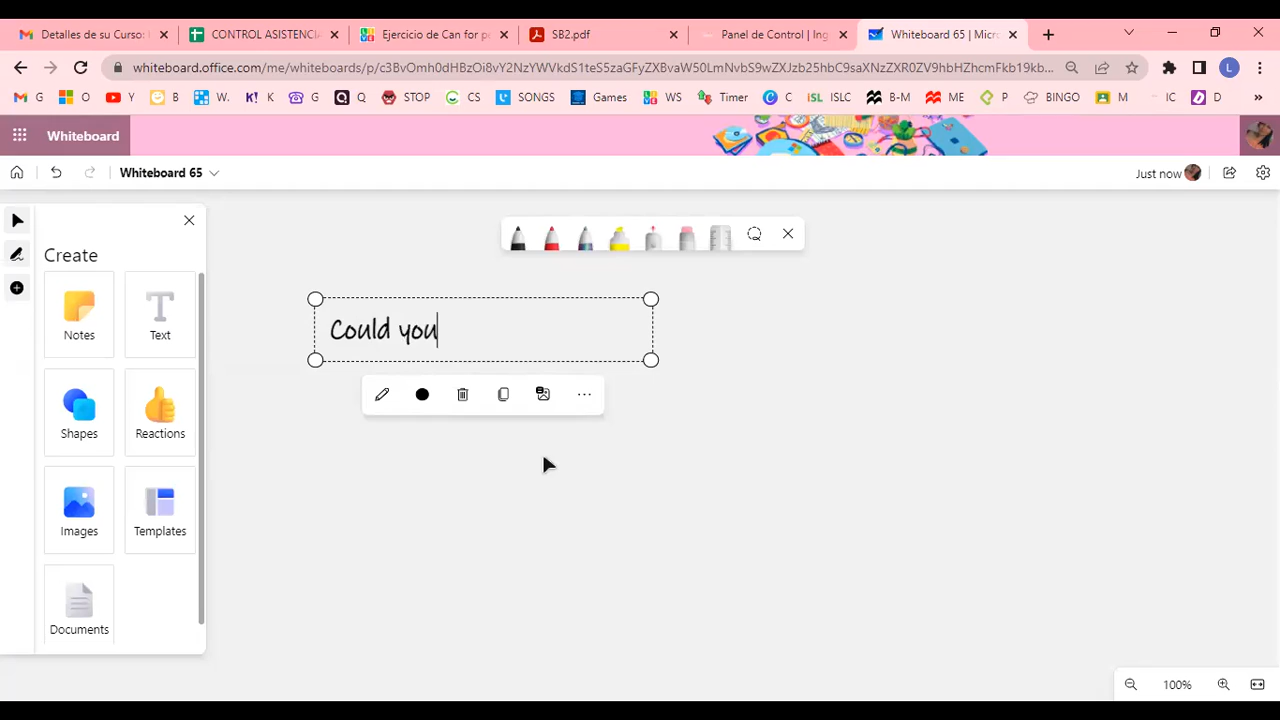 Detalles de su Curso:
CONTROL ASISTENCIA
Ejercicio de Can for p
SB2.pdf
Panel de Control | Ing
Whiteboard 65 | Micr
whiteboard.office.com/me/whiteboards/p/c3BvOmh0dHBzOi8vY2NzYWVkdS1teS5zaGFyZXBvaW50LmNvbS9wZXJzb25hbC9saXNzZXR0ZV9hbHZhcmFkb19kb...
L
G O Y B W. K! K G Q STOP CS SONGS Games WS Timer C ISLC B-M ME P BINGO M IC D »
Whiteboard
Whiteboard 65
Just now
Create
Notes Text
Could you
Shapes Reactions
Images Templates
Documents
100%